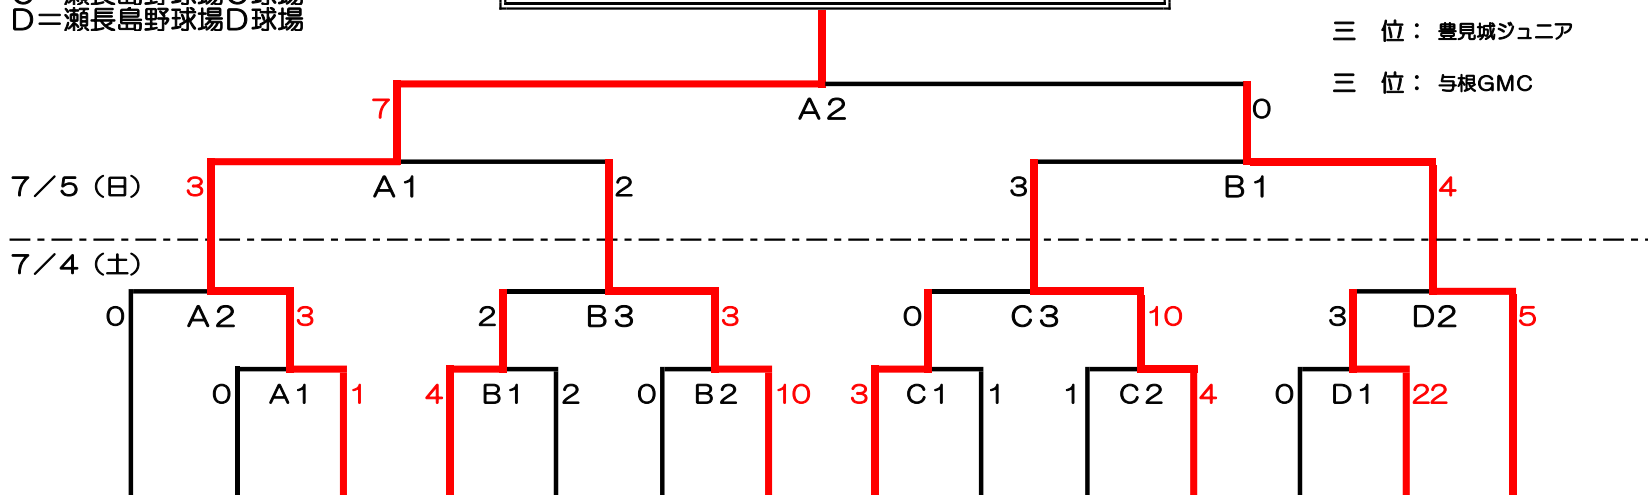 D＝瀬長島野球場D球場
三　位：　豊見城ジュニア
三　位：　与根GMC
7 A2 0
7／5（日） 3 A1 2 3 B1 4
7／4（土）
0 A2 3 2 B3 3 0 C3 10 3 D2 5
0 A1 1 4 B1 2 0 B2 10 3 C1 1 1 C2 4 0 D1 22